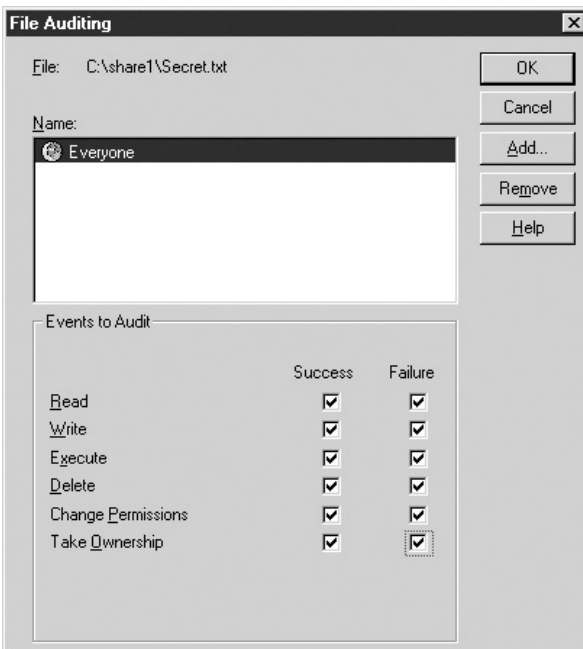 File Auditing
File: C:\share1\Secret.txt
OK
Cancel
Name:
Add...
Everyone
Remove
Help
Events to Audit
Success Failure
Read
Write
Execute
Delete
Change Permissions
Take Ownership